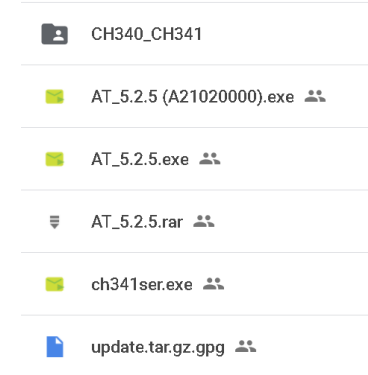 CH340_CH341
AT_5.2.5 (A21020000).exe
AT_5.2.5.exe
AT_5.2.5.rar
ch341ser.exe
update.tar.gz.gpg